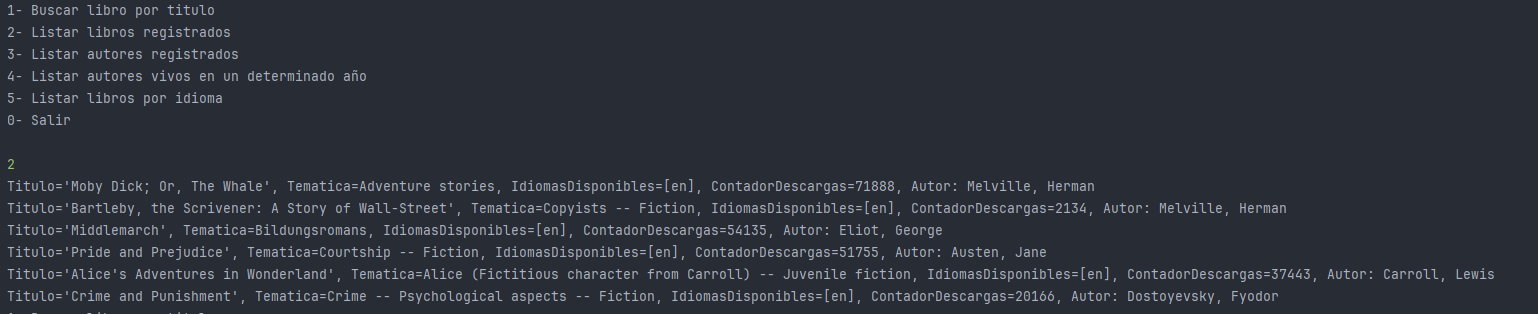 1- Buscar libro por titulo
2- Listar libros registrados
3- Listar autores registrados
4- Listar autores vivos en un determinado año
5- Listar libros por idioma
0- Salir
2
Titulo='Moby Dick; Or, The Whale', Tematica=Adventure stories, IdiomasDisponibles=[en], ContadorDescargas=71888, Autor: Melville, Herman
Titulo='Bartleby, the Scrivener: A Story of Wall-Street', Tematica=Copyists -- Fiction, IdiomasDisponibles=[en], ContadorDescargas=2134, Autor: Melville, Herman
Titulo='Middlemarch', Tematica=Bildungsromans, IdiomasDisponibles=[en], ContadorDescargas=54135, Autor: Eliot, George
Titulo='Pride and Prejudice', Tematica=Courtship -- Fiction, IdiomasDisponibles=[en], ContadorDescargas=51755, Autor: Austen, Jane
Titulo='Alice's Adventures in Wonderland', Tematica=Alice (Fictitious character from Carroll) -- Juvenile fiction, IdiomasDisponibles=[en], ContadorDescargas=37443, Autor: Carroll, Lewis
Titulo='Crime and Punishment', Tematica=Crime -- Psychological aspects -- Fiction, IdiomasDisponibles=[en], ContadorDescargas=20166, Autor: Dostoyevsky, Fyodor